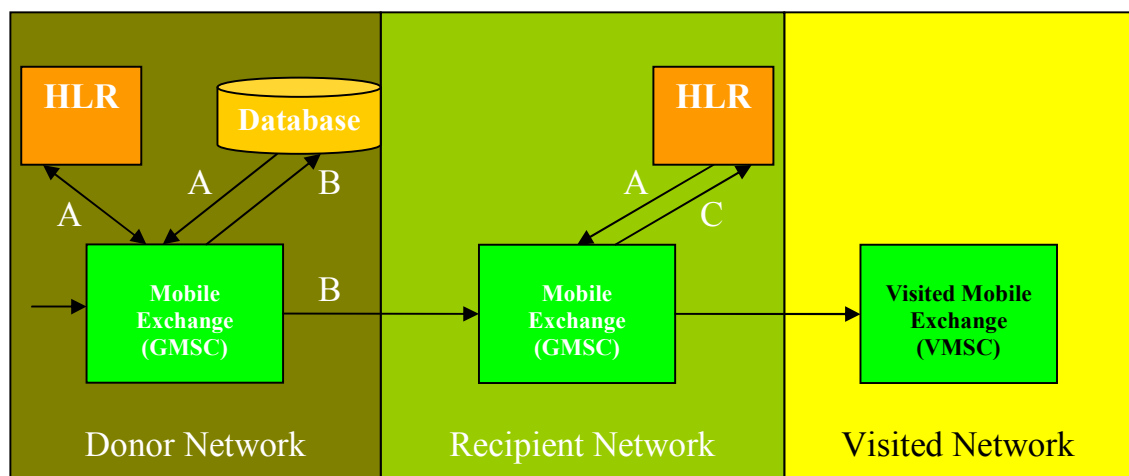 HLR
Database
HLR
A
B
A
C
A
B
Mobile
Exchange
(GMSC)
Mobile
Exchange
(GMSC)
Visited Mobile
Exchange
(VMSC)
Donor Network
Recipient Network
Visited Network